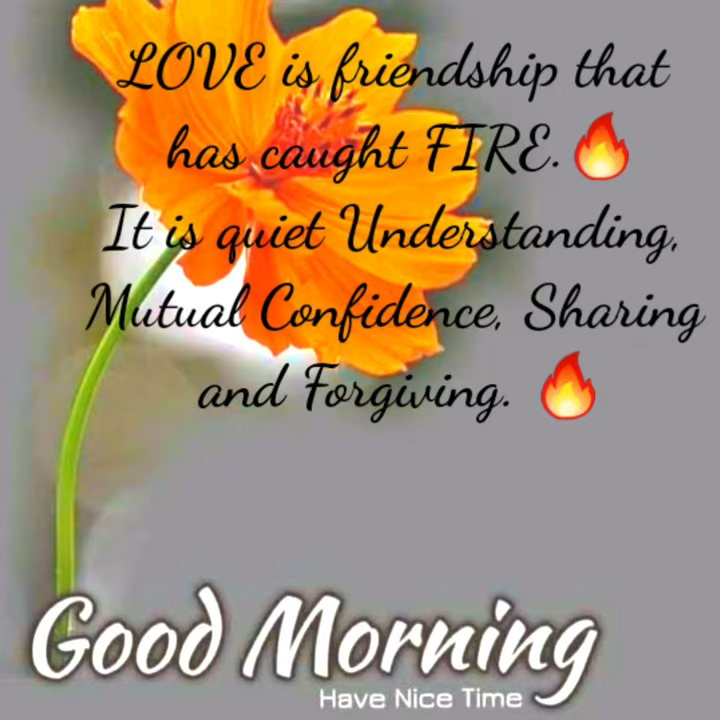 LOVE is friendship that
has caught FIRE. 🔥
It is quiet Understanding,
Mutual Confidence, Sharing
and Forgiving. 🔥
Good Morning
Have Nice Time